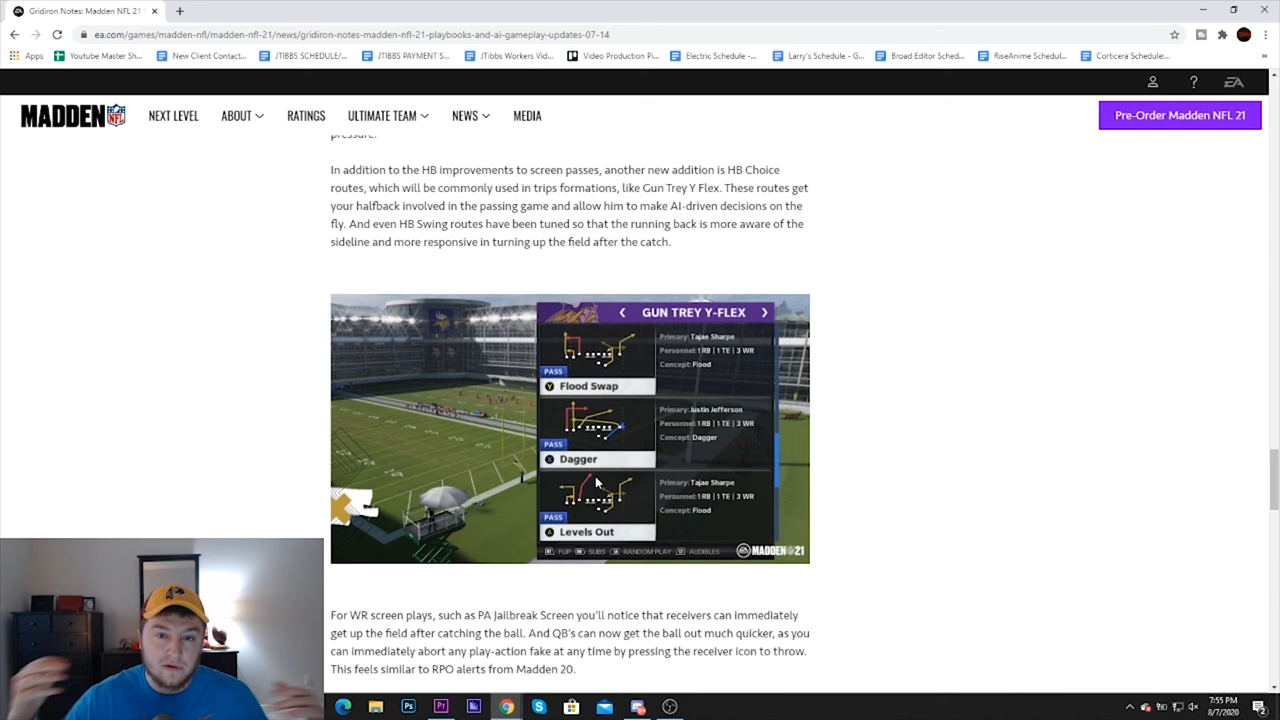 Gridiron Notes: Madden NFL 21
ea.com/games/madden-nfl/madden-nfl-21/news/gridiron-notes-madden-nfl-21-playbooks-and-ai-gameplay-updates-07-14
Apps
Youtube Master Sh...
New Client Contact...
JTIBBS SCHEDULE/...
JTIBBS PAYMENT S...
JTibbs Workers Vid...
Video Production Pi...
Electric Schedule -...
Larry's Schedule - G...
Broad Editor Sched...
RiseAnime Schedul...
Corticera Schedule:...
MADDEN NFL
NEXT LEVEL
ABOUT
RATINGS
ULTIMATE TEAM
NEWS
MEDIA
Pre-Order Madden NFL 21
pressure.
In addition to the HB improvements to screen passes, another new addition is HB Choice
routes, which will be commonly used in trips formations, like Gun Trey Y Flex. These routes get
your halfback involved in the passing game and allow him to make AI-driven decisions on the
fly. And even HB Swing routes have been tuned so that the running back is more aware of the
sideline and more responsive in turning up the field after the catch.
GUN TREY Y-FLEX
Primary: Tajae Sharpe
Personnel: 1 RB | 1 TE | 3 WR
Concept: Flood
PASS
Y Flood Swap
Primary: Justin Jefferson
Personnel: 1 RB | 1 TE | 3 WR
Concept: Dagger
PASS
X Dagger
Primary: Tajae Sharpe
Personnel: 1 RB | 1 TE | 3 WR
Concept: Flood
PASS
A Levels Out
FLIP
SUBS
RANDOM PLAY
AUDIBLES
EA MADDEN 21
For WR screen plays, such as PA Jailbreak Screen you'll notice that receivers can immediately
get up the field after catching the ball. And QB's can now get the ball out much quicker, as you
can immediately abort any play-action fake at any time by pressing the receiver icon to throw.
This feels similar to RPO alerts from Madden 20.
7:55 PM
8/7/2020